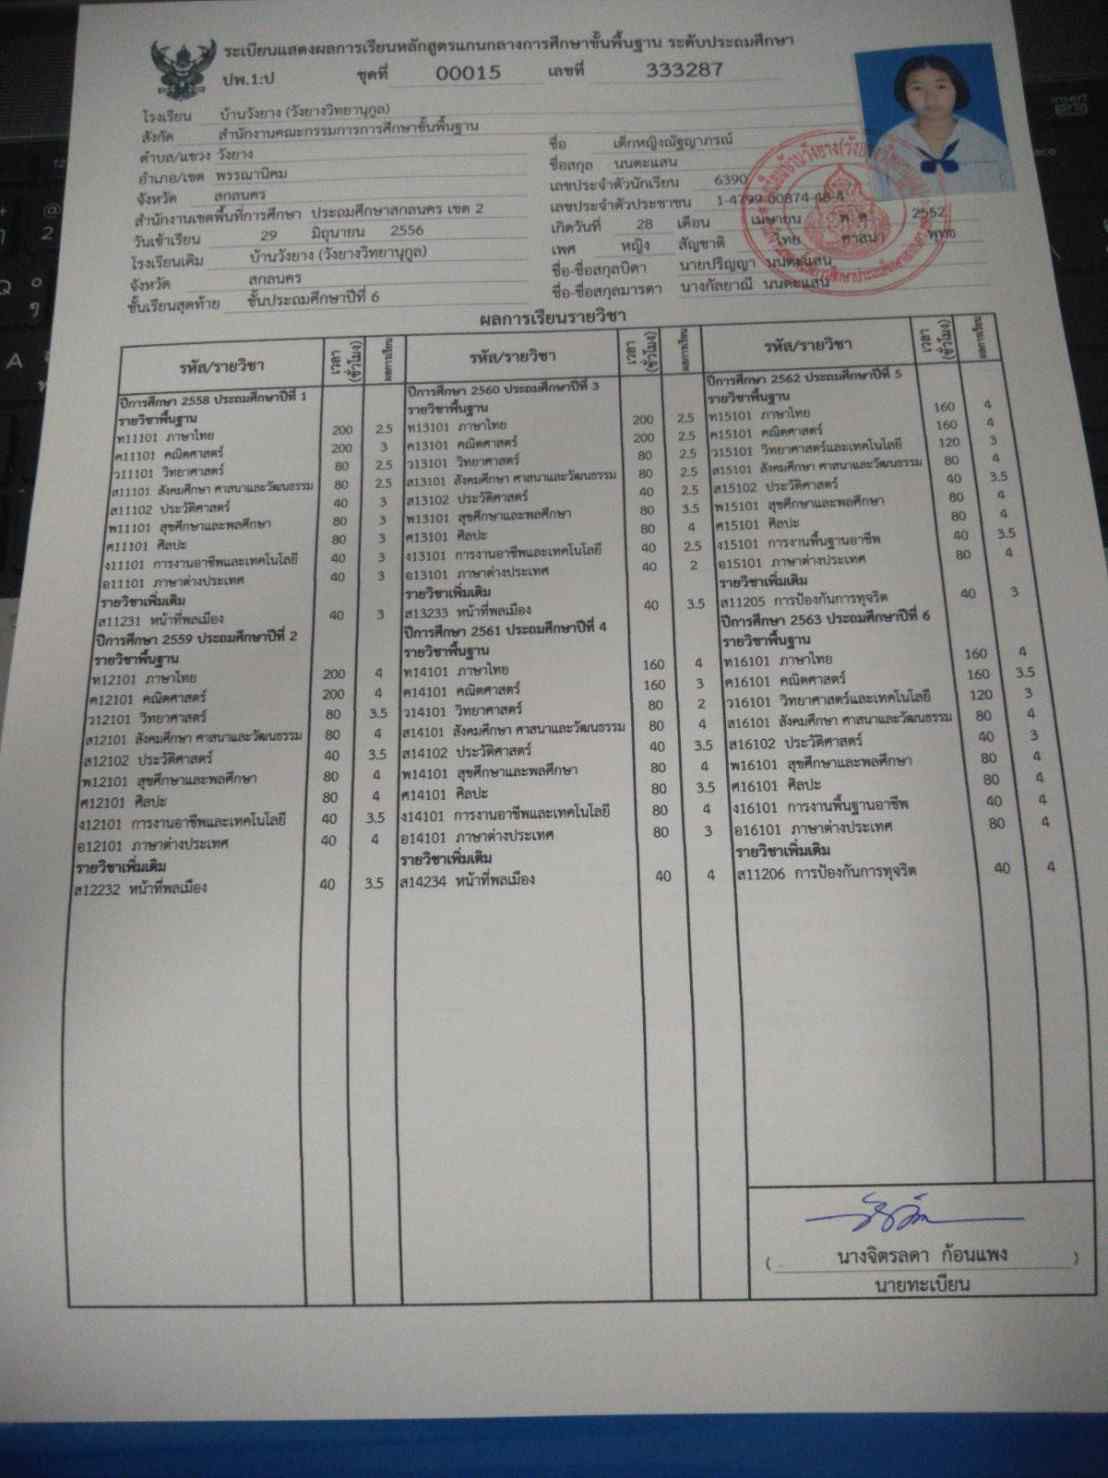 ระเบียนแสดงผลการเรียนหลักสูตรแกนกลางการศึกษาขั้นพื้นฐาน ระดับประถมศึกษา
ปพ.1:ป ชุดที่ 00015 เลขที่ 333287
โรงเรียน บ้านวังยาง (วังยางวิทยานุกูล)
สังกัด สำนักงานคณะกรรมการการศึกษาขั้นพื้นฐาน
ตำบล/แขวง วังยาง
อำเภอ/เขต พรรณานิคม
จังหวัด สกลนคร
สำนักงานเขตพื้นที่การศึกษา ประถมศึกษาสกลนคร เขต 2
วันเข้าเรียน 29 มิถุนายน 2556
โรงเรียนเดิม บ้านวังยาง (วังยางวิทยานุกูล)
จังหวัด สกลนคร
ชั้นเรียนสุดท้าย ชั้นประถมศึกษาปีที่ 6
ชื่อ เด็กหญิงณัฐญาภรณ์
ชื่อสกุล นนตะแสน
เลขประจำตัวนักเรียน 6390
เลขประจำตัวประชาชน 1-4799-00874-48-4
เกิดวันที่ 28 เดือน เมษายน พ.ศ. 2552
เพศ หญิง สัญชาติ ไทย ศาสนา พุทธ
ชื่อ-ชื่อสกุลบิดา นายปริญญา นนตะแสน
ชื่อ-ชื่อสกุลมารดา นางกัลยาณี นนตะแสน
ผลการเรียนรายวิชา
รหัส/รายวิชา เวลา (ชั่วโมง) ผลการเรียน
ปีการศึกษา 2558 ประถมศึกษาปีที่ 1
รายวิชาพื้นฐาน
ท11101 ภาษาไทย 200 2.5
ค11101 คณิตศาสตร์ 200 3
ว11101 วิทยาศาสตร์ 80 2.5
ส11101 สังคมศึกษา ศาสนาและวัฒนธรรม 80 2.5
ส11102 ประวัติศาสตร์ 40 3
พ11101 สุขศึกษาและพลศึกษา 80 3
ศ11101 ศิลปะ 80 3
ง11101 การงานอาชีพและเทคโนโลยี 40 3
อ11101 ภาษาต่างประเทศ 40 3
รายวิชาเพิ่มเติม
ส11231 หน้าที่พลเมือง 40 3
ปีการศึกษา 2559 ประถมศึกษาปีที่ 2
รายวิชาพื้นฐาน
ท12101 ภาษาไทย 200 4
ค12101 คณิตศาสตร์ 200 4
ว12101 วิทยาศาสตร์ 80 3.5
ส12101 สังคมศึกษา ศาสนาและวัฒนธรรม 80 4
ส12102 ประวัติศาสตร์ 40 3.5
พ12101 สุขศึกษาและพลศึกษา 80 4
ศ12101 ศิลปะ 80 4
ง12101 การงานอาชีพและเทคโนโลยี 40 3.5
อ12101 ภาษาต่างประเทศ 40 4
รายวิชาเพิ่มเติม
ส12232 หน้าที่พลเมือง 40 3.5
รหัส/รายวิชา เวลา (ชั่วโมง) ผลการเรียน
ปีการศึกษา 2560 ประถมศึกษาปีที่ 3
รายวิชาพื้นฐาน
ท13101 ภาษาไทย 200 2.5
ค13101 คณิตศาสตร์ 200 2.5
ว13101 วิทยาศาสตร์ 80 2.5
ส13101 สังคมศึกษา ศาสนาและวัฒนธรรม 80 2.5
ส13102 ประวัติศาสตร์ 40 2.5
พ13101 สุขศึกษาและพลศึกษา 80 3.5
ศ13101 ศิลปะ 80 4
ง13101 การงานอาชีพและเทคโนโลยี 40 2.5
อ13101 ภาษาต่างประเทศ 40 2
รายวิชาเพิ่มเติม
ส13233 หน้าที่พลเมือง 40 3.5
ปีการศึกษา 2561 ประถมศึกษาปีที่ 4
รายวิชาพื้นฐาน
ท14101 ภาษาไทย 160 4
ค14101 คณิตศาสตร์ 160 3
ว14101 วิทยาศาสตร์ 80 2
ส14101 สังคมศึกษา ศาสนาและวัฒนธรรม 80 4
ส14102 ประวัติศาสตร์ 40 3.5
พ14101 สุขศึกษาและพลศึกษา 80 4
ศ14101 ศิลปะ 80 3.5
ง14101 การงานอาชีพและเทคโนโลยี 80 4
อ14101 ภาษาต่างประเทศ 80 3
รายวิชาเพิ่มเติม
ส14234 หน้าที่พลเมือง 40 4
รหัส/รายวิชา เวลา (ชั่วโมง) ผลการเรียน
ปีการศึกษา 2562 ประถมศึกษาปีที่ 5
รายวิชาพื้นฐาน
ท15101 ภาษาไทย 160 4
ค15101 คณิตศาสตร์ 160 4
ว15101 วิทยาศาสตร์และเทคโนโลยี 120 3
ส15101 สังคมศึกษา ศาสนาและวัฒนธรรม 80 4
ส15102 ประวัติศาสตร์ 40 3.5
พ15101 สุขศึกษาและพลศึกษา 80 4
ศ15101 ศิลปะ 80 4
ง15101 การงานพื้นฐานอาชีพ 40 3.5
อ15101 ภาษาต่างประเทศ 80 4
รายวิชาเพิ่มเติม
ส11205 การป้องกันการทุจริต 40 3
ปีการศึกษา 2563 ประถมศึกษาปีที่ 6
รายวิชาพื้นฐาน
ท16101 ภาษาไทย 160 4
ค16101 คณิตศาสตร์ 160 3.5
ว16101 วิทยาศาสตร์และเทคโนโลยี 120 3
ส16101 สังคมศึกษา ศาสนาและวัฒนธรรม 80 4
ส16102 ประวัติศาสตร์ 40 3
พ16101 สุขศึกษาและพลศึกษา 80 4
ศ16101 ศิลปะ 80 4
ง16101 การงานพื้นฐานอาชีพ 40 4
อ16101 ภาษาต่างประเทศ 80 4
รายวิชาเพิ่มเติม
ส11206 การป้องกันการทุจริต 40 4
( นางจิตรลดา ก้อนแพง )
นายทะเบียน